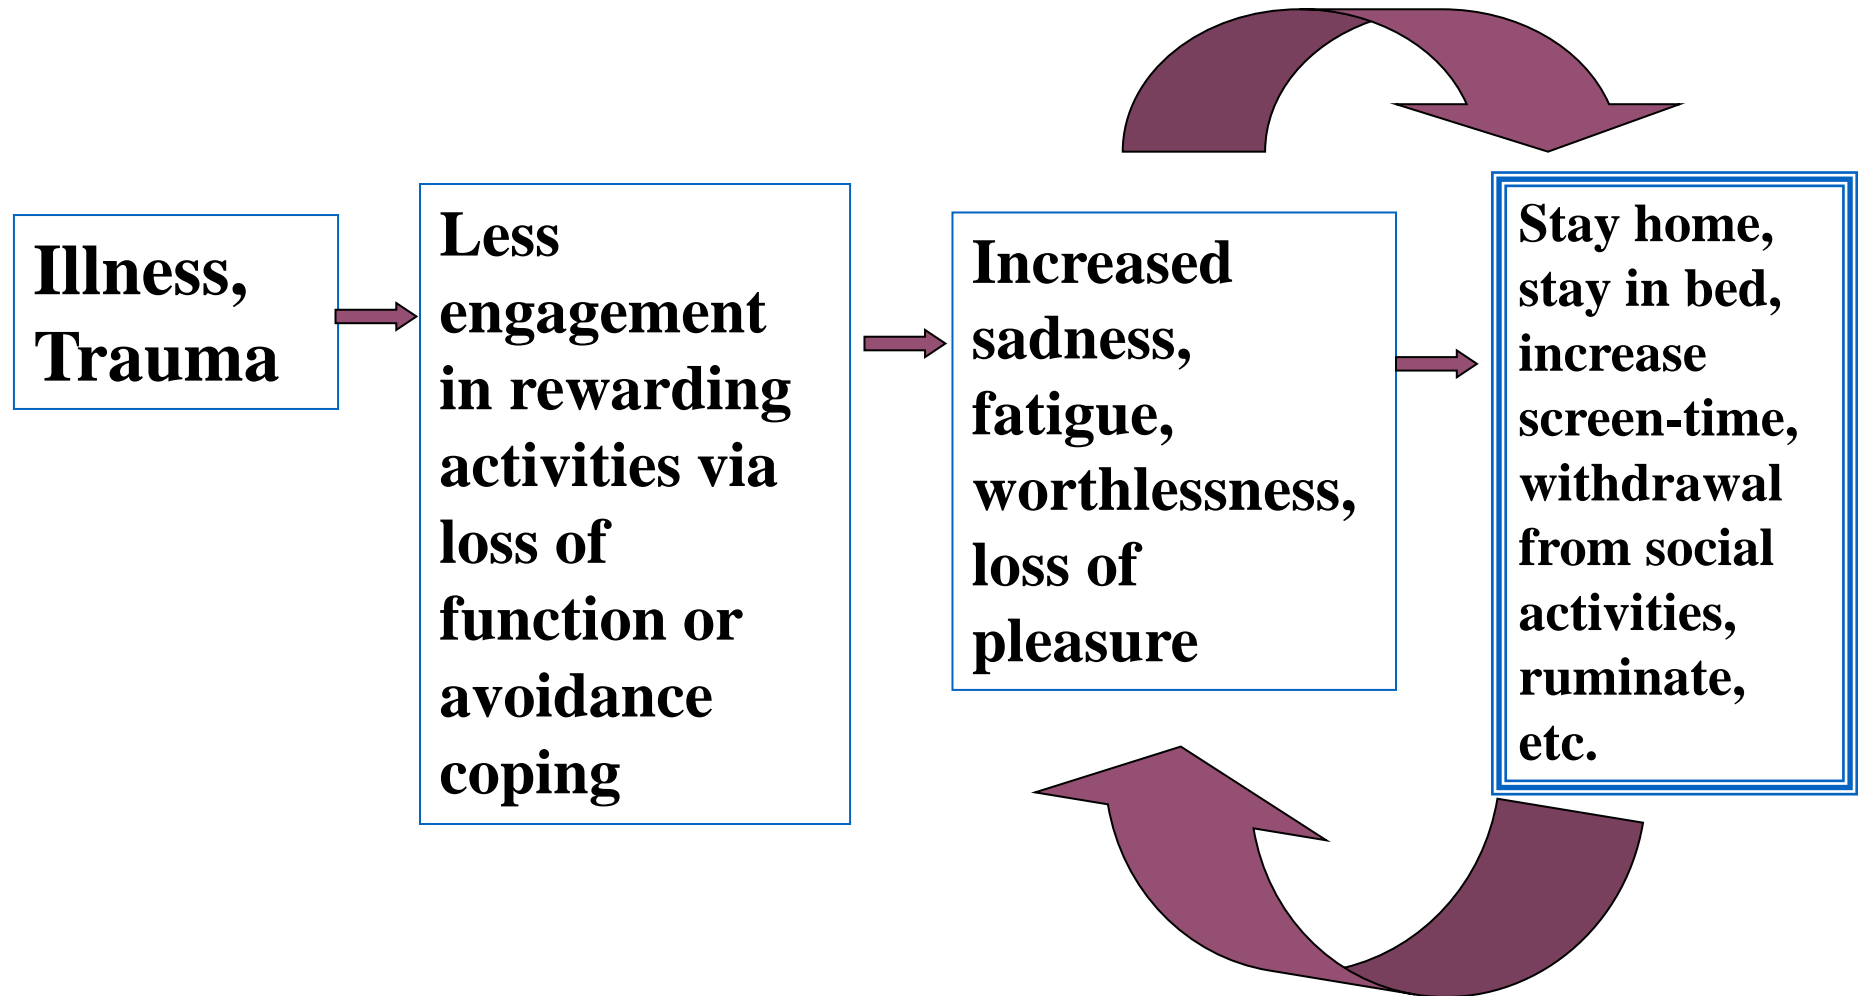 Illness,
Trauma
Less
engagement
in rewarding
activities via
loss of
function or
avoidance
coping
Increased
sadness,
fatigue,
worthlessness,
loss of
pleasure
Stay home,
stay in bed,
increase
screen-time,
withdrawal
from social
activities,
ruminate,
etc.